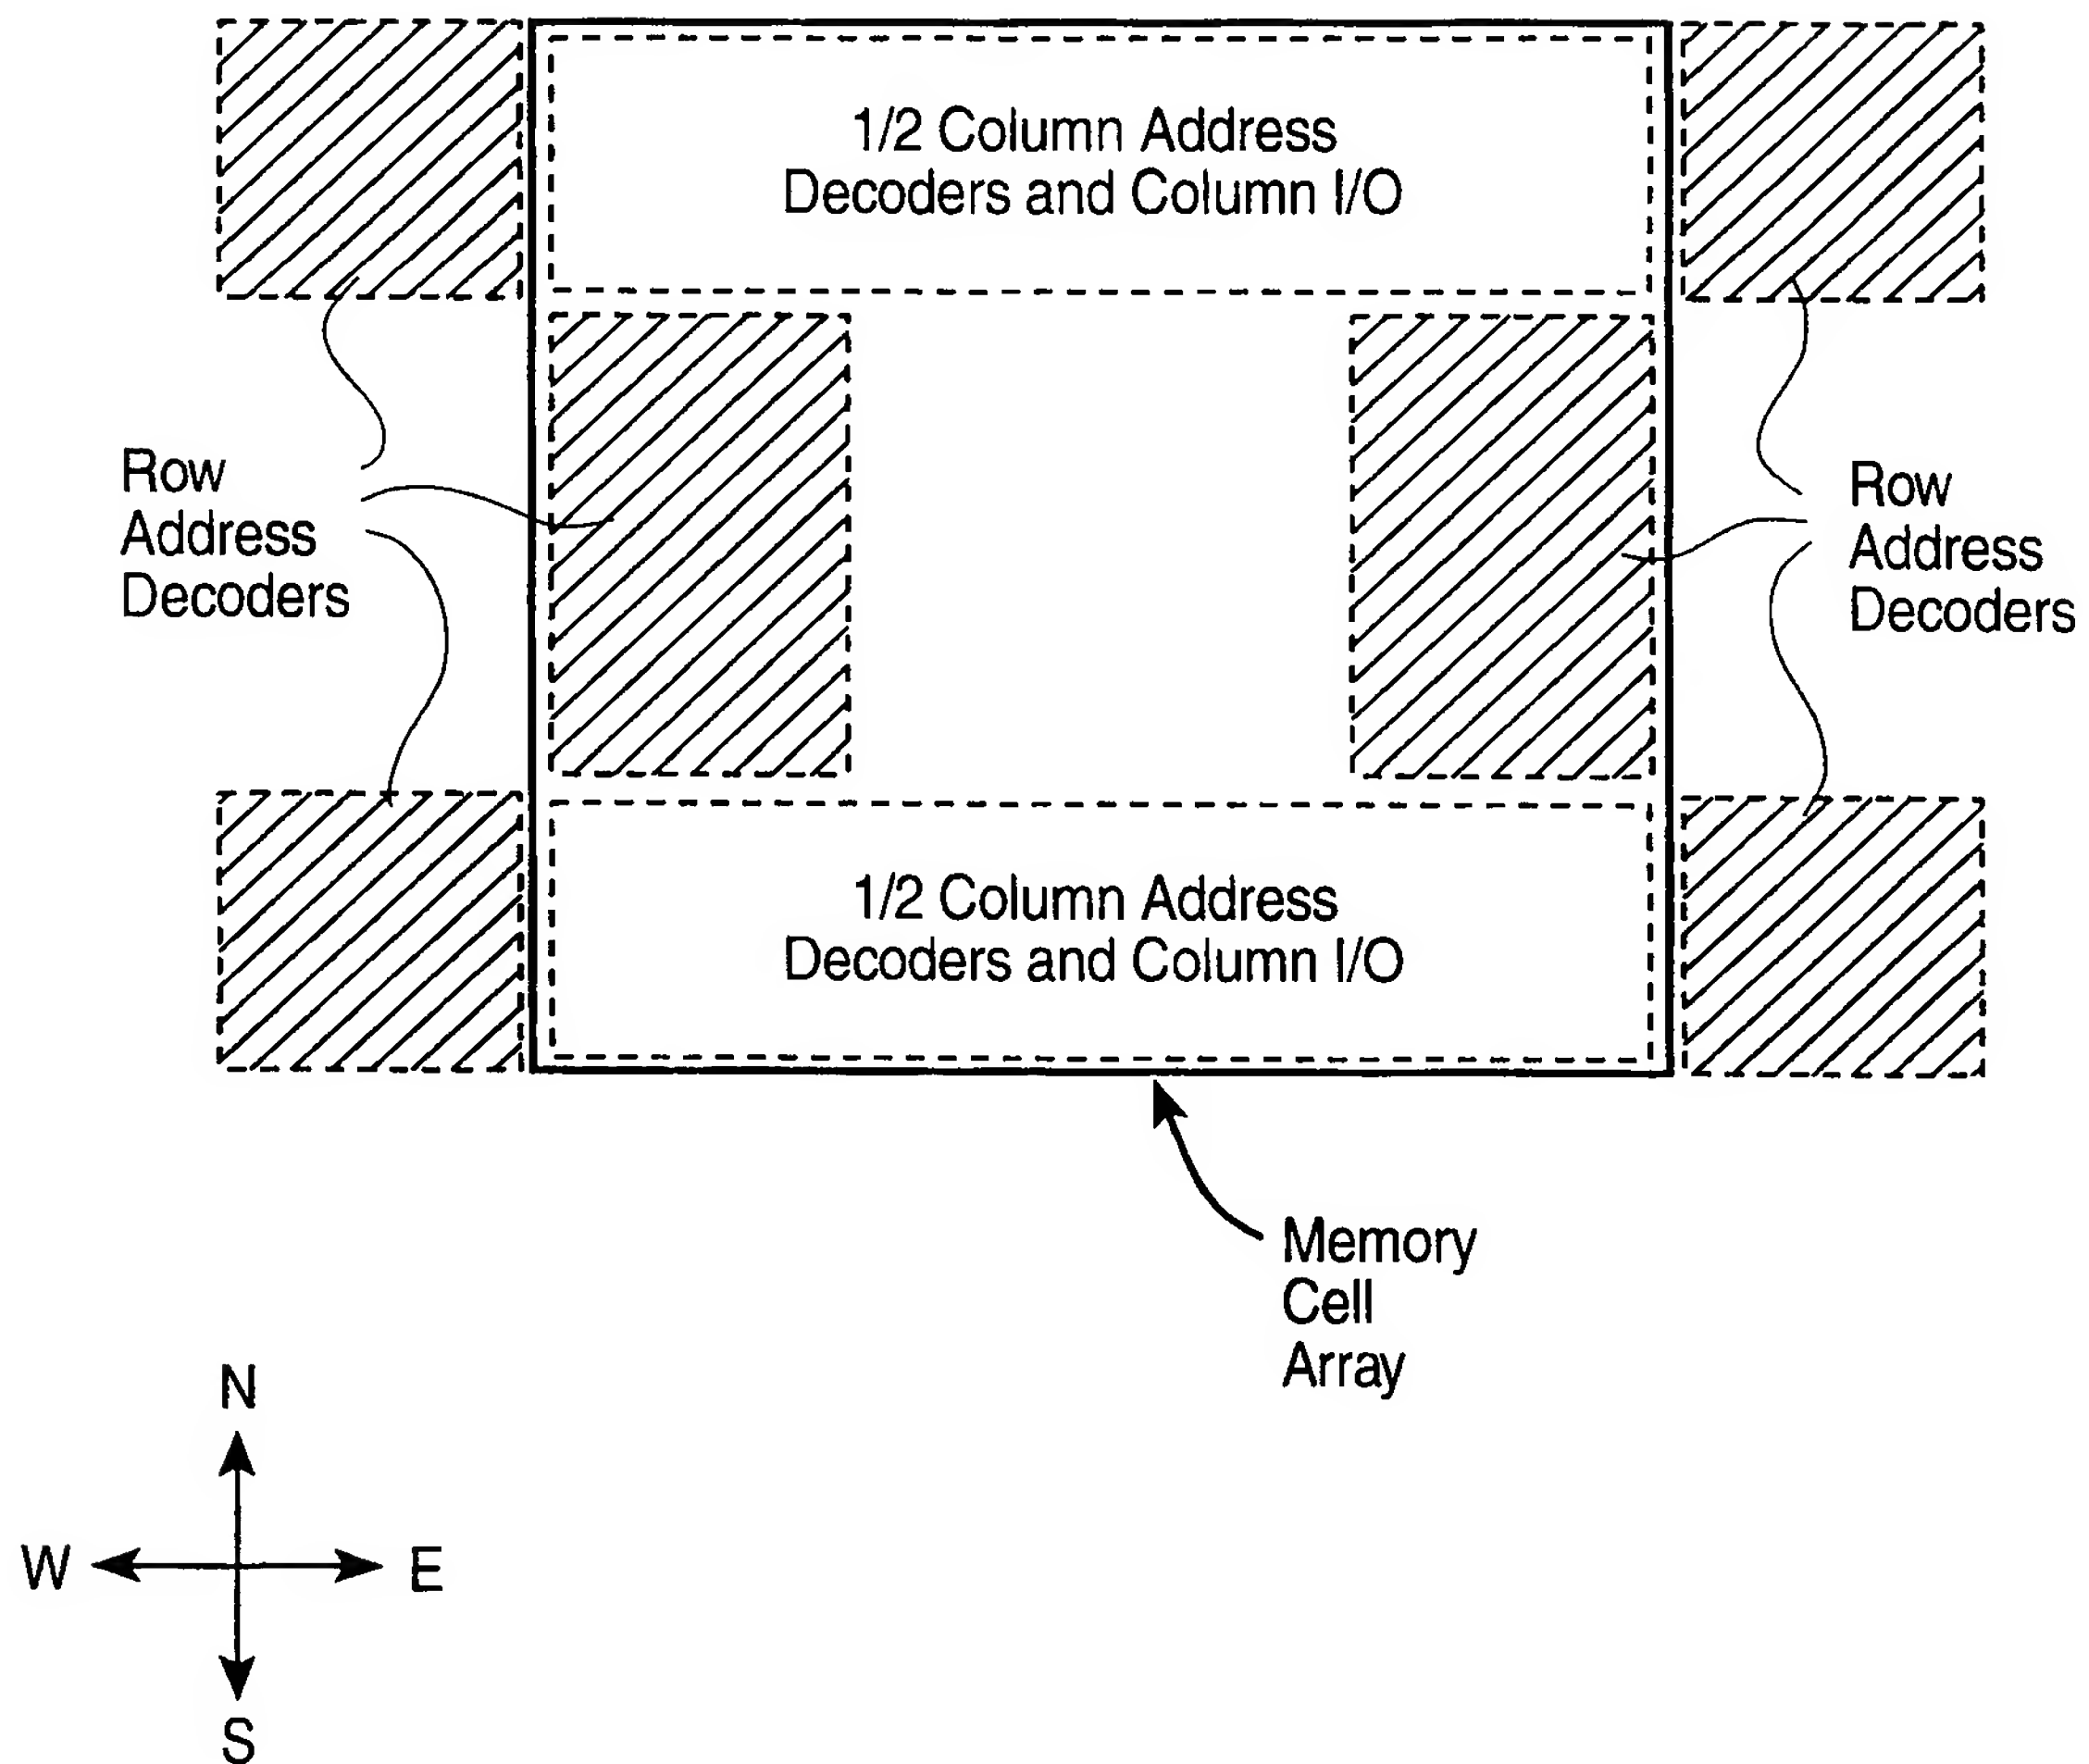 1/2 Column Address
Decoders and Column I/O
Row
Address
Decoders
Row
Address
Decoders
1/2 Column Address
Decoders and Column I/O
Memory
Cell
Array
N
W
E
S